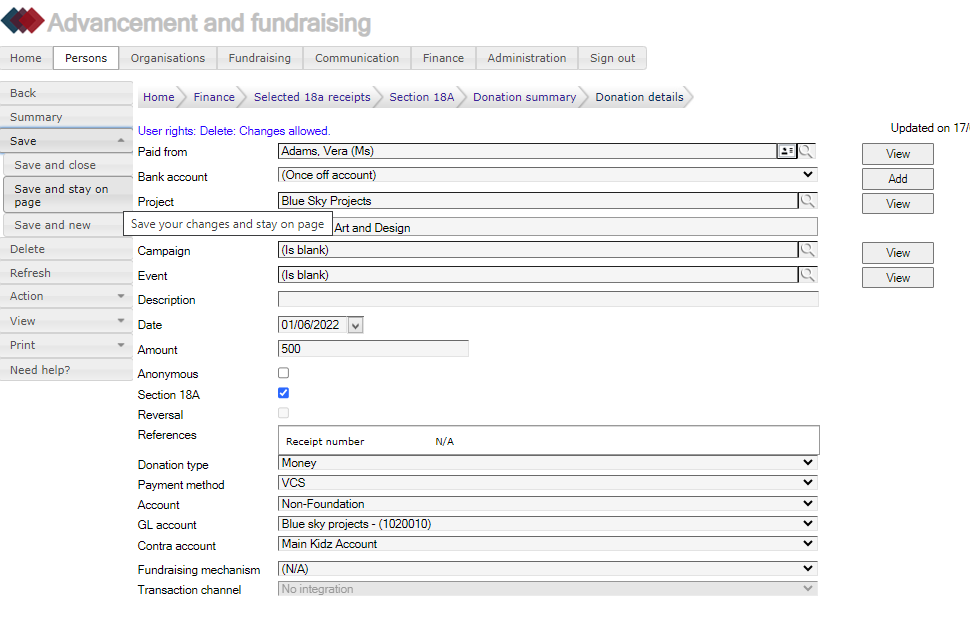 Advancement and fundraising
Home Persons Organisations Fundraising Communication Finance Administration Sign out
Back
Summary
Save
Save and close
Save and stay on
page
Save and new
Delete
Refresh
Action
View
Print
Need help?
Home Finance Selected 18a receipts Section 18A Donation summary Donation details
User rights: Delete: Changes allowed.
Updated on 17/
Paid from Adams, Vera (Ms) View
Bank account (Once off account) Add
Project Blue Sky Projects View
Save your changes and stay on page Art and Design
Campaign (Is blank) View
Event (Is blank) View
Description
Date 01/06/2022
Amount 500
Anonymous
Section 18A
Reversal
References Receipt number N/A
Donation type Money
Payment method VCS
Account Non-Foundation
GL account Blue sky projects - (1020010)
Contra account Main Kidz Account
Fundraising mechanism (N/A)
Transaction channel No integration